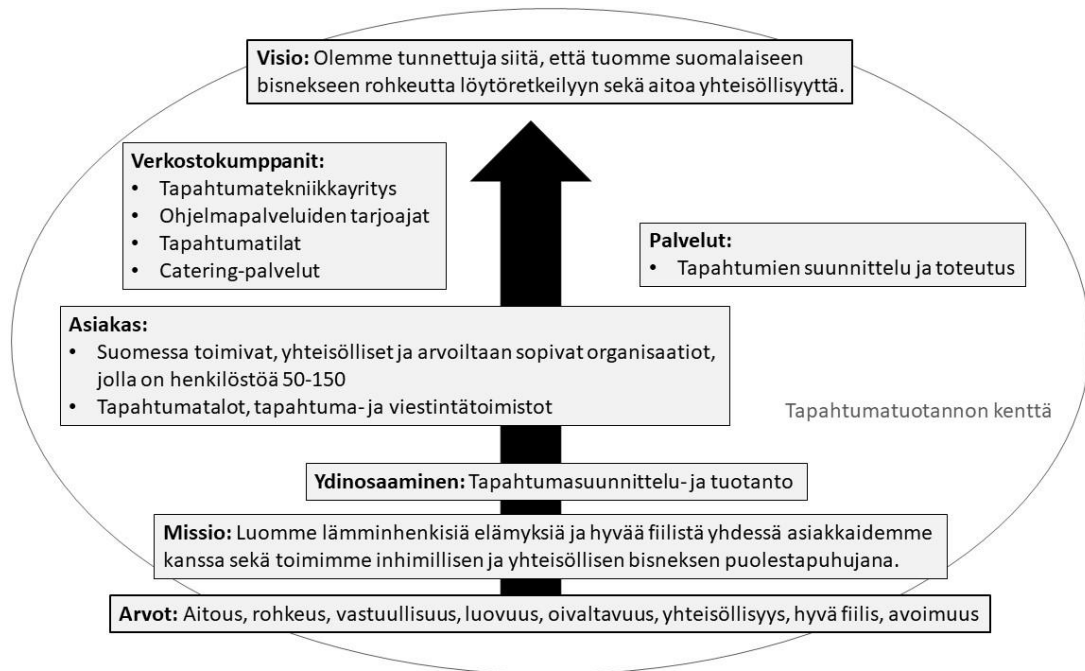 Visio: Olemme tunnettuja siitä, että tuomme suomalaiseen
bisnekseen rohkeutta löytöretkeilyyn sekä aitoa yhteisöllisyyttä.
Verkostokumppanit:
• Tapahtumatekniikkayritys
• Ohjelmapalveluiden tarjoajat
• Tapahtumatilat
• Catering-palvelut
Palvelut:
• Tapahtumien suunnittelu ja toteutus
Asiakas:
• Suomessa toimivat, yhteisölliset ja arvoiltaan sopivat organisaatiot,
jolla on henkilöstöä 50-150
• Tapahtumatalot, tapahtuma- ja viestintätoimistot
Tapahtumatuotannon kenttä
Ydinosaaminen: Tapahtumasuunnittelu- ja tuotanto
Missio: Luomme lämminhenkisiä elämyksiä ja hyvää fiilistä yhdessä asiakkaidemme
kanssa sekä toimimme inhimillisen ja yhteisöllisen bisneksen puolestapuhujana.
Arvot: Aitous, rohkeus, vastuullisuus, luovuus, oivaltavuus, yhteisöllisyys, hyvä fiilis, avoimuus